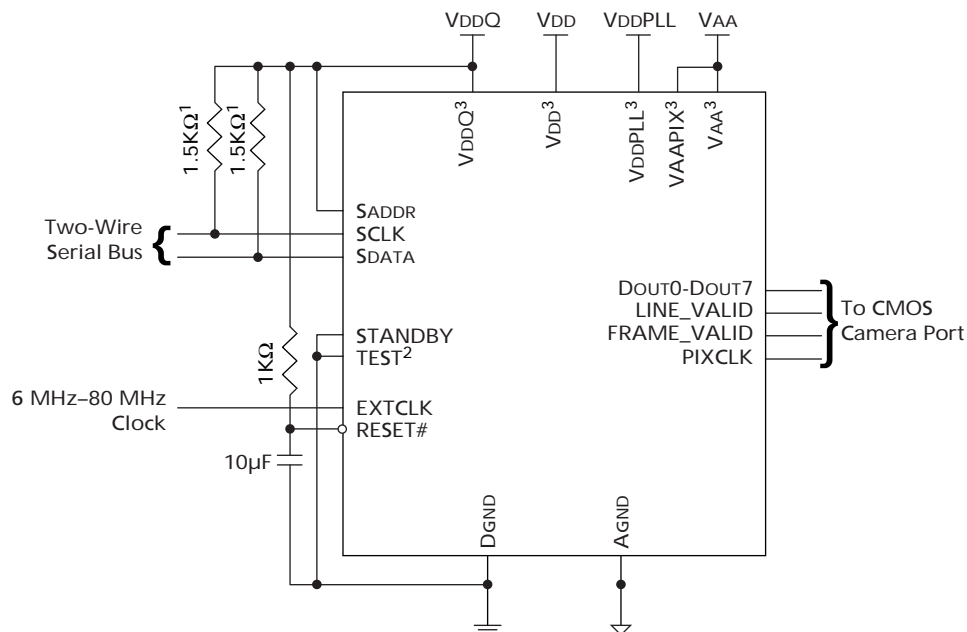 VDDQ
VDD
VDDPLL
VAA
1.5KΩ¹
1.5KΩ¹
VDDQ³
VDD³
VDDPLL³
VAAPIX³
VAA³
SADDR
SCLK
SDATA
Two-Wire
Serial Bus
DOUT0-DOUT7
LINE_VALID
FRAME_VALID
PIXCLK
To CMOS
Camera Port
STANDBY
TEST²
1KΩ
6 MHz–80 MHz
Clock
EXTCLK
RESET#
10µF
DGND
AGND